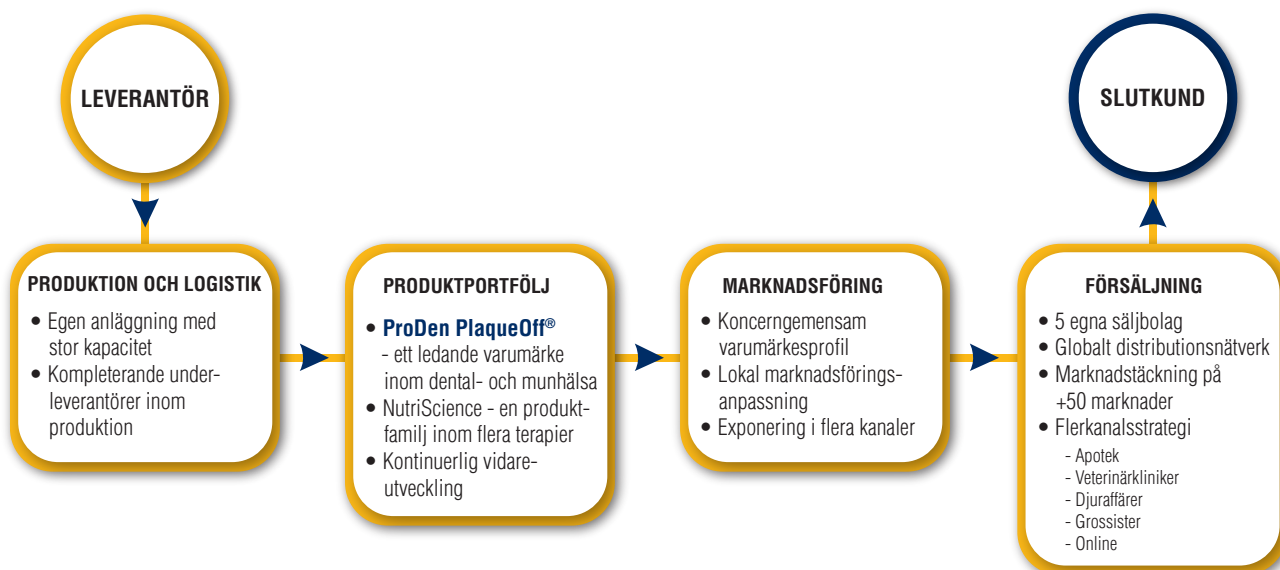 LEVERANTÖR
SLUTKUND
PRODUKTION OCH LOGISTIK
• Egen anläggning med
stor kapacitet
• Kompleterande under-
leverantörer inom
produktion
PRODUKTPORTFÖLJ
• ProDen PlaqueOff®
- ett ledande varumärke
inom dental- och munhälsa
• NutriScience - en produkt-
familj inom flera terapier
• Kontinuerlig vidare-
utveckling
MARKNADSFÖRING
• Koncerngemensam
varumärkesprofil
• Lokal marknadsförings-
anpassning
• Exponering i flera kanaler
FÖRSÄLJNING
• 5 egna säljbolag
• Globalt distributionsnätverk
• Marknadstäckning på
+50 marknader
• Flerkanalsstrategi
- Apotek
- Veterinärkliniker
- Djuraffärer
- Grossister
- Online